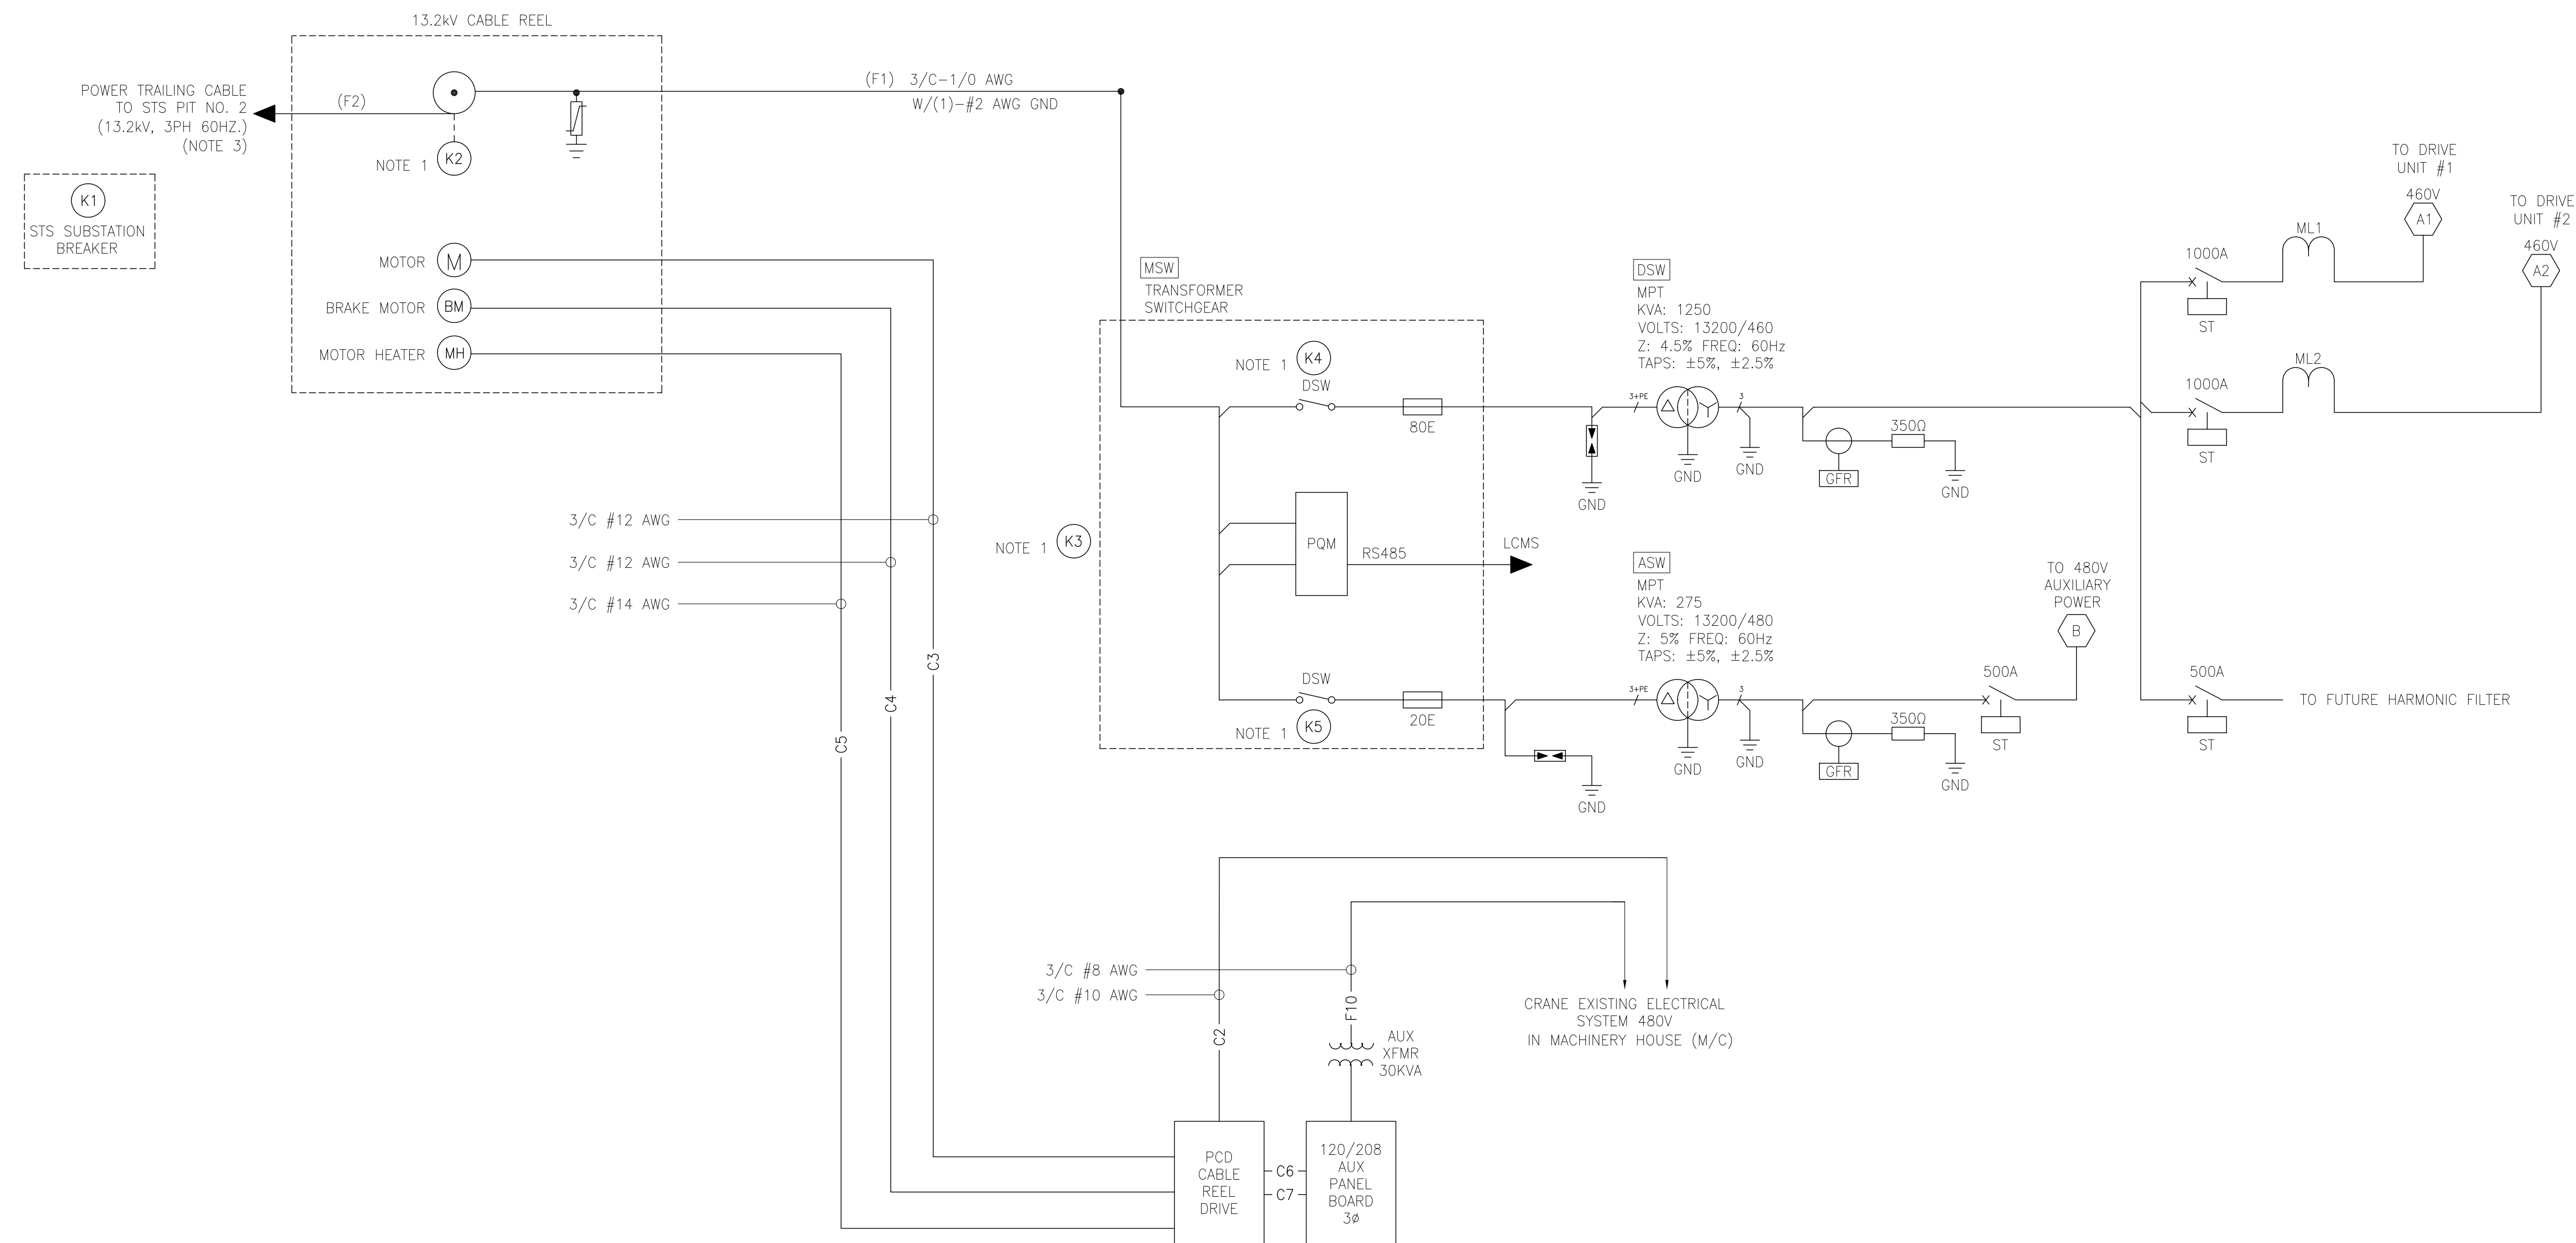 13.2kV CABLE REEL
POWER TRAILING CABLE
TO STS PIT NO. 2
(13.2kV, 3PH 60HZ.)
(NOTE 3)
(F2)
NOTE 1
K2
K1
STS SUBSTATION
BREAKER
MOTOR
M
BRAKE MOTOR
BM
MOTOR HEATER
MH
(F1) 3/C-1/0 AWG
W/(1)-#2 AWG GND
3/C #12 AWG
3/C #12 AWG
3/C #14 AWG
C3
C4
C5
MSW
TRANSFORMER
SWITCHGEAR
NOTE 1
K3
NOTE 1
K4
DSW
80E
PQM
RS485
LCMS
DSW
20E
NOTE 1
K5
GND
GND
DSW
MPT
KVA: 1250
VOLTS: 13200/460
Z: 4.5% FREQ: 60Hz
TAPS: ±5%, ±2.5%
3+PE
3
GND
GND
GFR
350Ω
GND
ASW
MPT
KVA: 275
VOLTS: 13200/480
Z: 5% FREQ: 60Hz
TAPS: ±5%, ±2.5%
3+PE
3
GND
GND
GFR
350Ω
GND
500A
ST
TO 480V
AUXILIARY
POWER
B
1000A
ST
ML1
TO DRIVE
UNIT #1
460V
A1
1000A
ST
ML2
TO DRIVE
UNIT #2
460V
A2
500A
ST
TO FUTURE HARMONIC FILTER
3/C #8 AWG
3/C #10 AWG
C2
F10
AUX
XFMR
30KVA
CRANE EXISTING ELECTRICAL
SYSTEM 480V
IN MACHINERY HOUSE (M/C)
PCD
CABLE
REEL
DRIVE
C6
C7
120/208
AUX
PANEL
BOARD
3ø